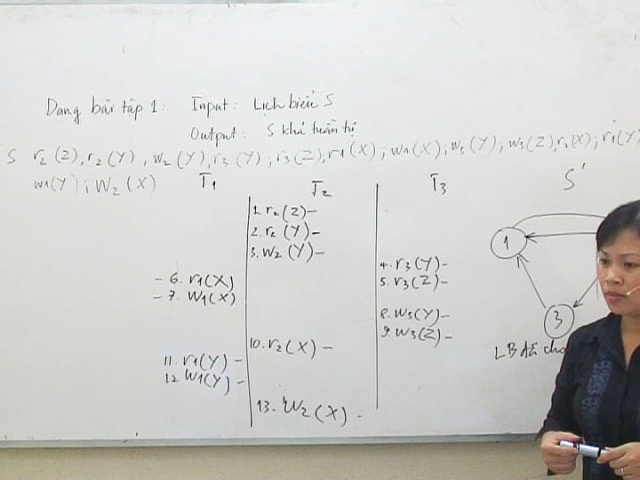 Dạng bài tập 1: Input: Lịch biểu S
Output: S khả tuần tự
S r2(Z), r2(Y), w2(Y), r3(Y), r3(Z), r1(X); w1(X); w3(Y); w3(Z), r2(X), r1(Y)
w1(Y); W2(X)
T1 T2 T3 S'
1. r2(Z)-
2. r2(Y)-
3. W2(Y)-
4. r3(Y)-
5. r3(Z)-
- 6. r1(X)
- 7. W1(X)
8. W3(Y)-
9. W3(Z)-
10. r2(X) -
11. r1(Y) -
12. W1(Y) -
13. W2(X) -
1
3
LB đã cho